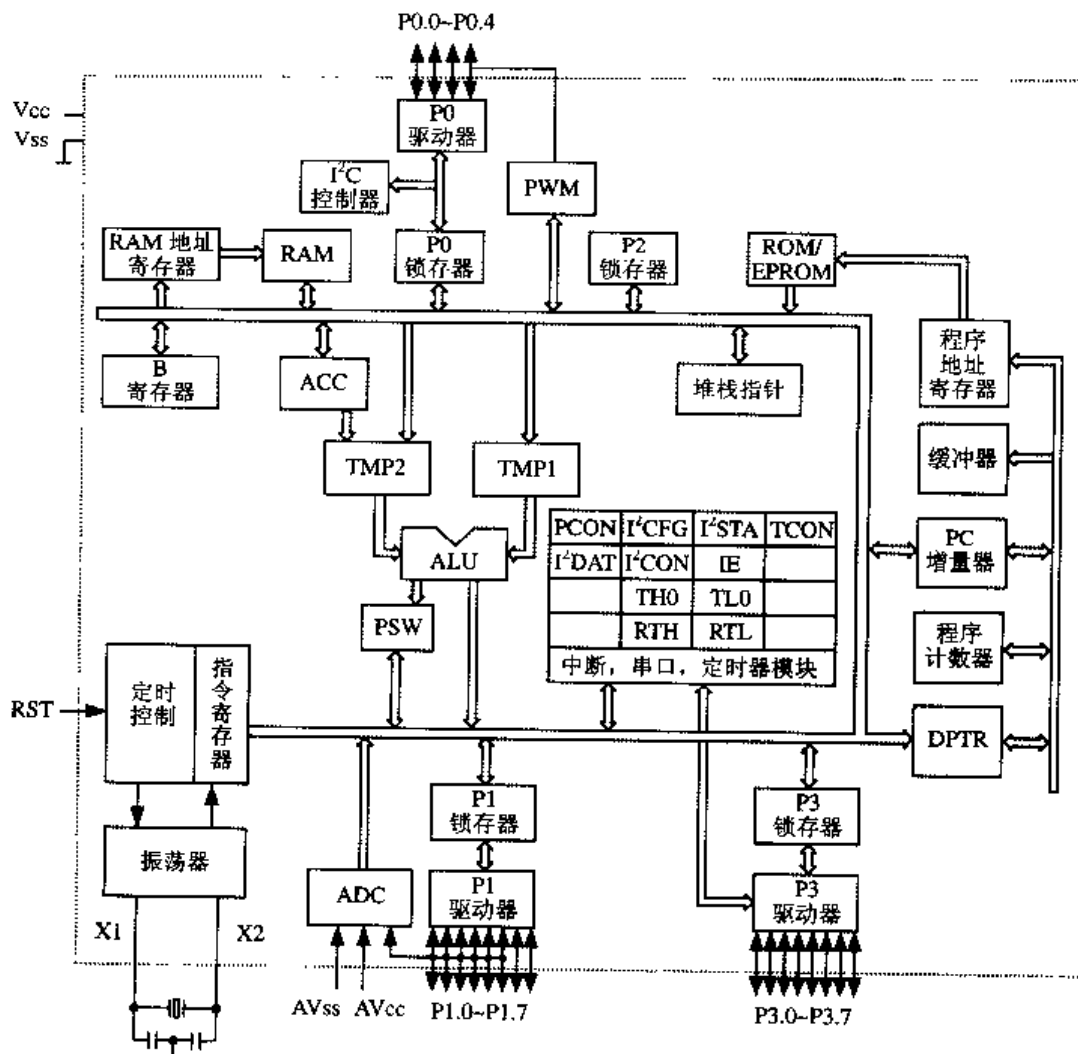 P0.0~P0.4
Vcc
Vss
P0
驱动器
I²C
控制器
PWM
RAM 地址
寄存器
RAM
P0
锁存器
P2
锁存器
ROM/
EPROM
B
寄存器
ACC
堆栈指针
程序
地址
寄存器
TMP2
TMP1
缓冲器
ALU
PCON I²CFG I²STA TCON
I²DAT I²CON IE
TH0 TL0
RTH RTL
中断，串口，定时器模块
PC
增量器
PSW
程序
计数器
RST
定时
控制
指令寄存器
DPTR
P1
锁存器
P3
锁存器
振荡器
ADC
P1
驱动器
P3
驱动器
X1
X2
AVss
AVcc
P1.0~P1.7
P3.0~P3.7